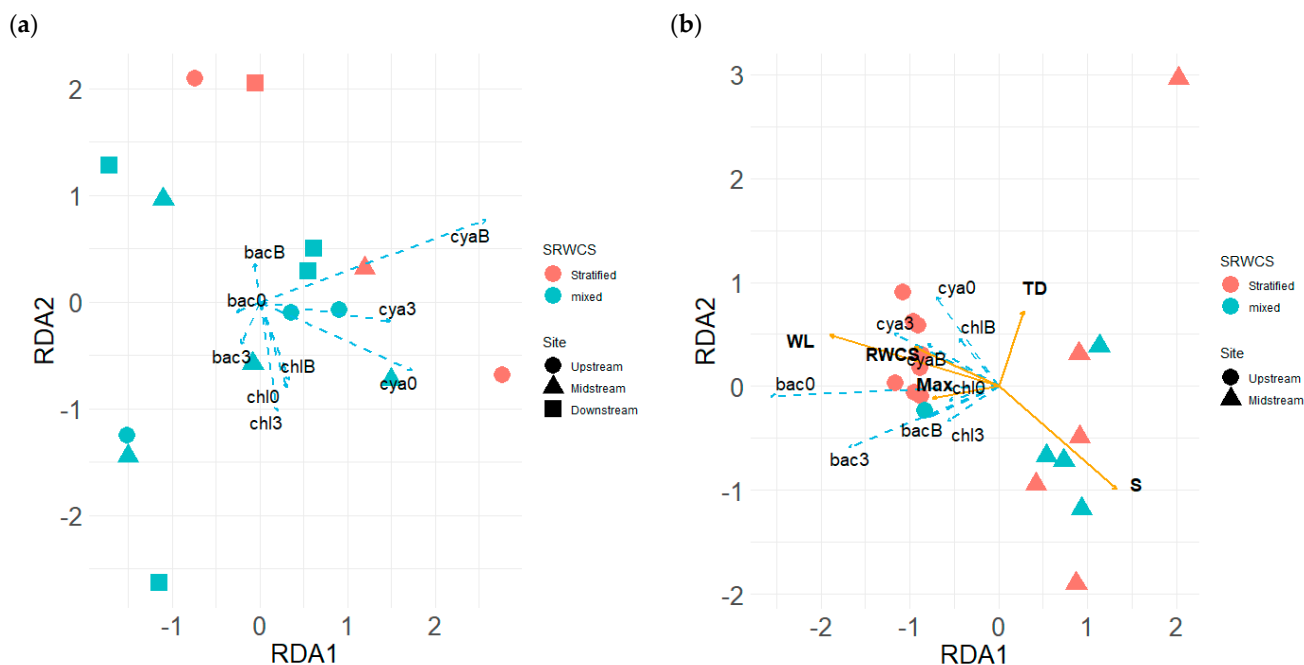 (a)
2
1
0
-1
-2
RDA2
bacB
cyaB
bac0
cya3
bac3
chlB
cya0
chl0
chl3
-1
0
1
2
RDA1
SRWCS
Stratified
mixed
Site
Upstream
Midstream
Downstream
(b)
3
2
1
0
-1
-2
RDA2
cya0
TD
cya3
chlB
WL
RWCS
cyaB
bac0
Max
chl0
bacB
chl3
bac3
S
-2
-1
0
1
2
RDA1
SRWCS
Stratified
mixed
Site
Upstream
Midstream